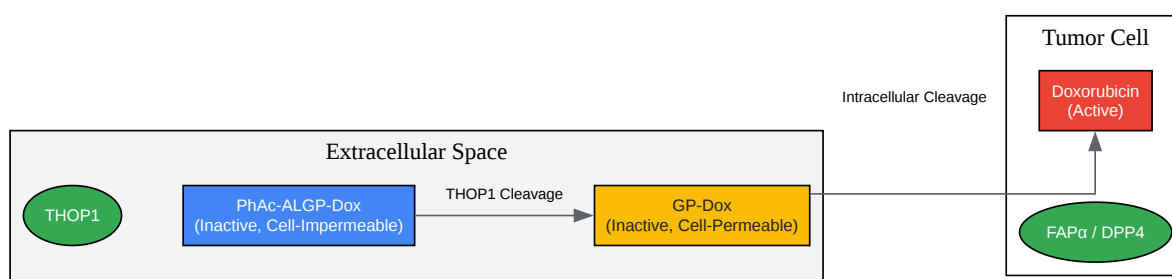 Extracellular Space
THOP1
PhAc-ALGP-Dox
(Inactive, Cell-Impermeable)
THOP1 Cleavage
GP-Dox
(Inactive, Cell-Permeable)
Intracellular Cleavage
Tumor Cell
Doxorubicin
(Active)
FAPα / DPP4